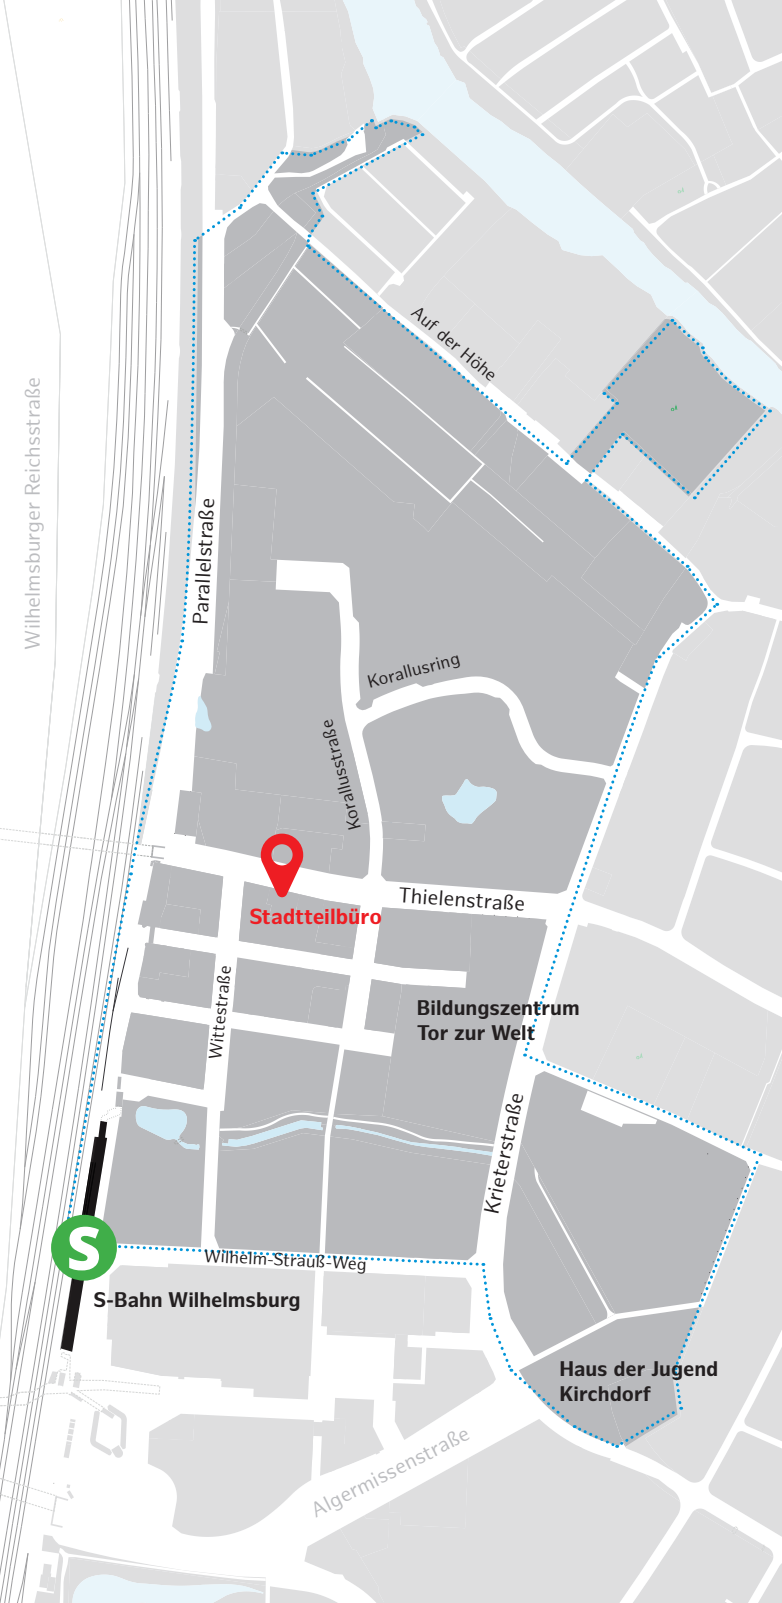 Auf der Höhe
Wilhelmsburger Reichsstraße
Parallelstraße
Korallusring
Korallusstraße
Thielenstraße
Stadtteilbüro
Wittestraße
Bildungszentrum
Tor zur Welt
Krieterstraße
S
Wilhelm-Strauß-Weg
S-Bahn Wilhelmsburg
Haus der Jugend
Kirchdorf
Algermissenstraße